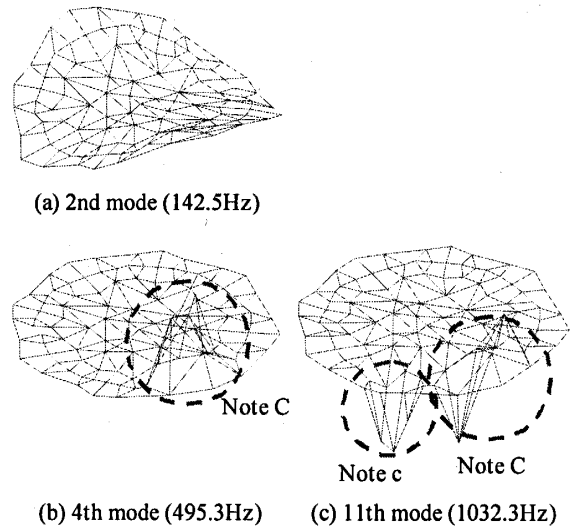 (a) 2nd mode (142.5Hz)
Note C
Note c
Note C
(b) 4th mode (495.3Hz)
(c) 11th mode (1032.3Hz)